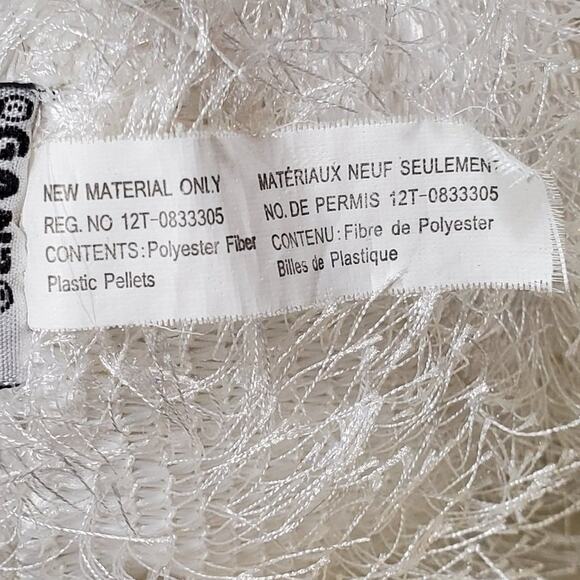 NEW MATERIAL ONLY
REG. NO 12T-0833305
CONTENTS:Polyester Fiber
Plastic Pellets
MATÉRIAUX NEUF SEULEMENT
NO.DE PERMIS 12T-0833305
CONTENU:Fibre de Polyester
Billes de Plastique